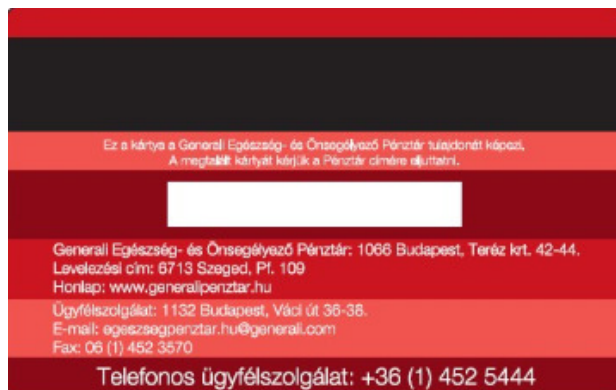 Ez a kártya a Generali Egészség- és Önsegélyező Pénztár tulajdonát képezi,
A megtalált kártyát kérjük a Pénztár címére eljuttatni.
Generali Egészség- és Önsegélyező Pénztár: 1066 Budapest, Teréz krt. 42-44.
Levelezési cím: 6713 Szeged, Pf. 109
Honlap: www.generalipenztar.hu
Ügyfélszolgálat: 1132 Budapest, Váci út 36-38.
E-mail: egeszsegpenztar.hu@generali.com
Fax: 06 (1) 452 3570
Telefonos ügyfélszolgálat: +36 (1) 452 5444